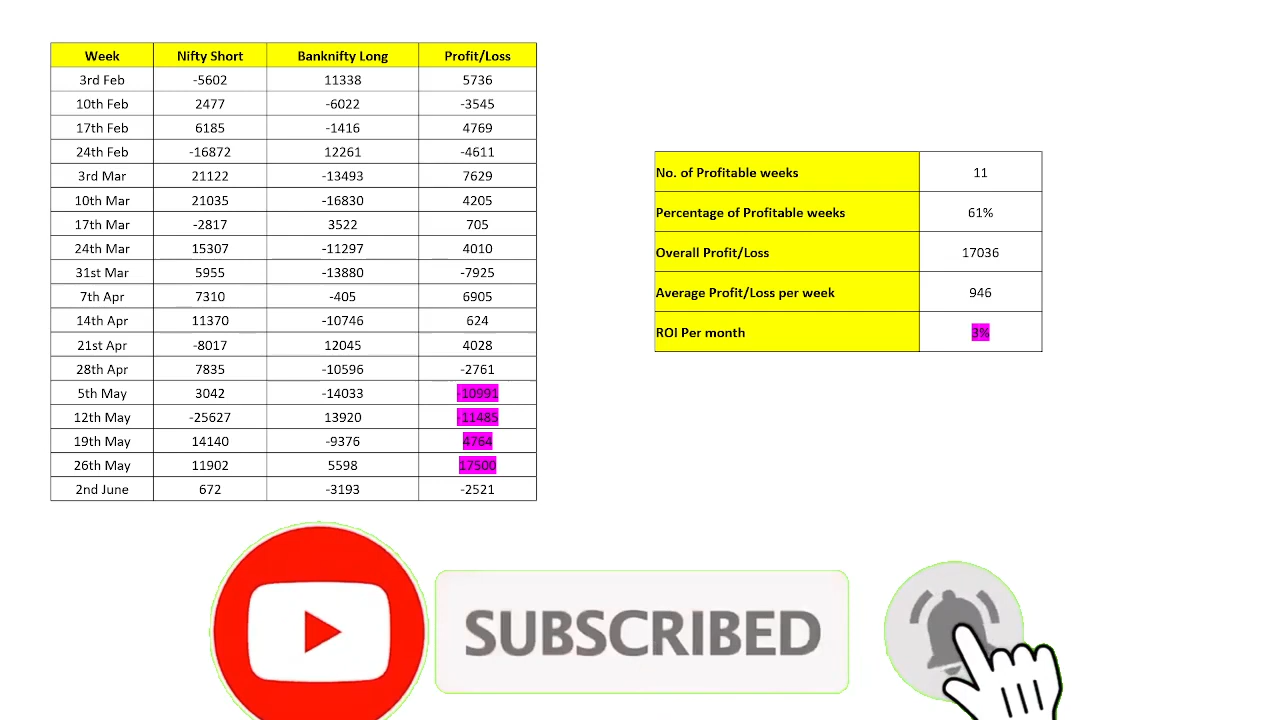 Week Nifty Short Banknifty Long Profit/Loss
3rd Feb -5602 11338 5736
10th Feb 2477 -6022 -3545
17th Feb 6185 -1416 4769
24th Feb -16872 12261 -4611
3rd Mar 21122 -13493 7629
10th Mar 21035 -16830 4205
17th Mar -2817 3522 705
24th Mar 15307 -11297 4010
31st Mar 5955 -13880 -7925
7th Apr 7310 -405 6905
14th Apr 11370 -10746 624
21st Apr -8017 12045 4028
28th Apr 7835 -10596 -2761
5th May 3042 -14033 -10991
12th May -25627 13920 -11485
19th May 14140 -9376 4764
26th May 11902 5598 17500
2nd June 672 -3193 -2521
No. of Profitable weeks 11
Percentage of Profitable weeks 61%
Overall Profit/Loss 17036
Average Profit/Loss per week 946
ROI Per month 3%
SUBSCRIBED